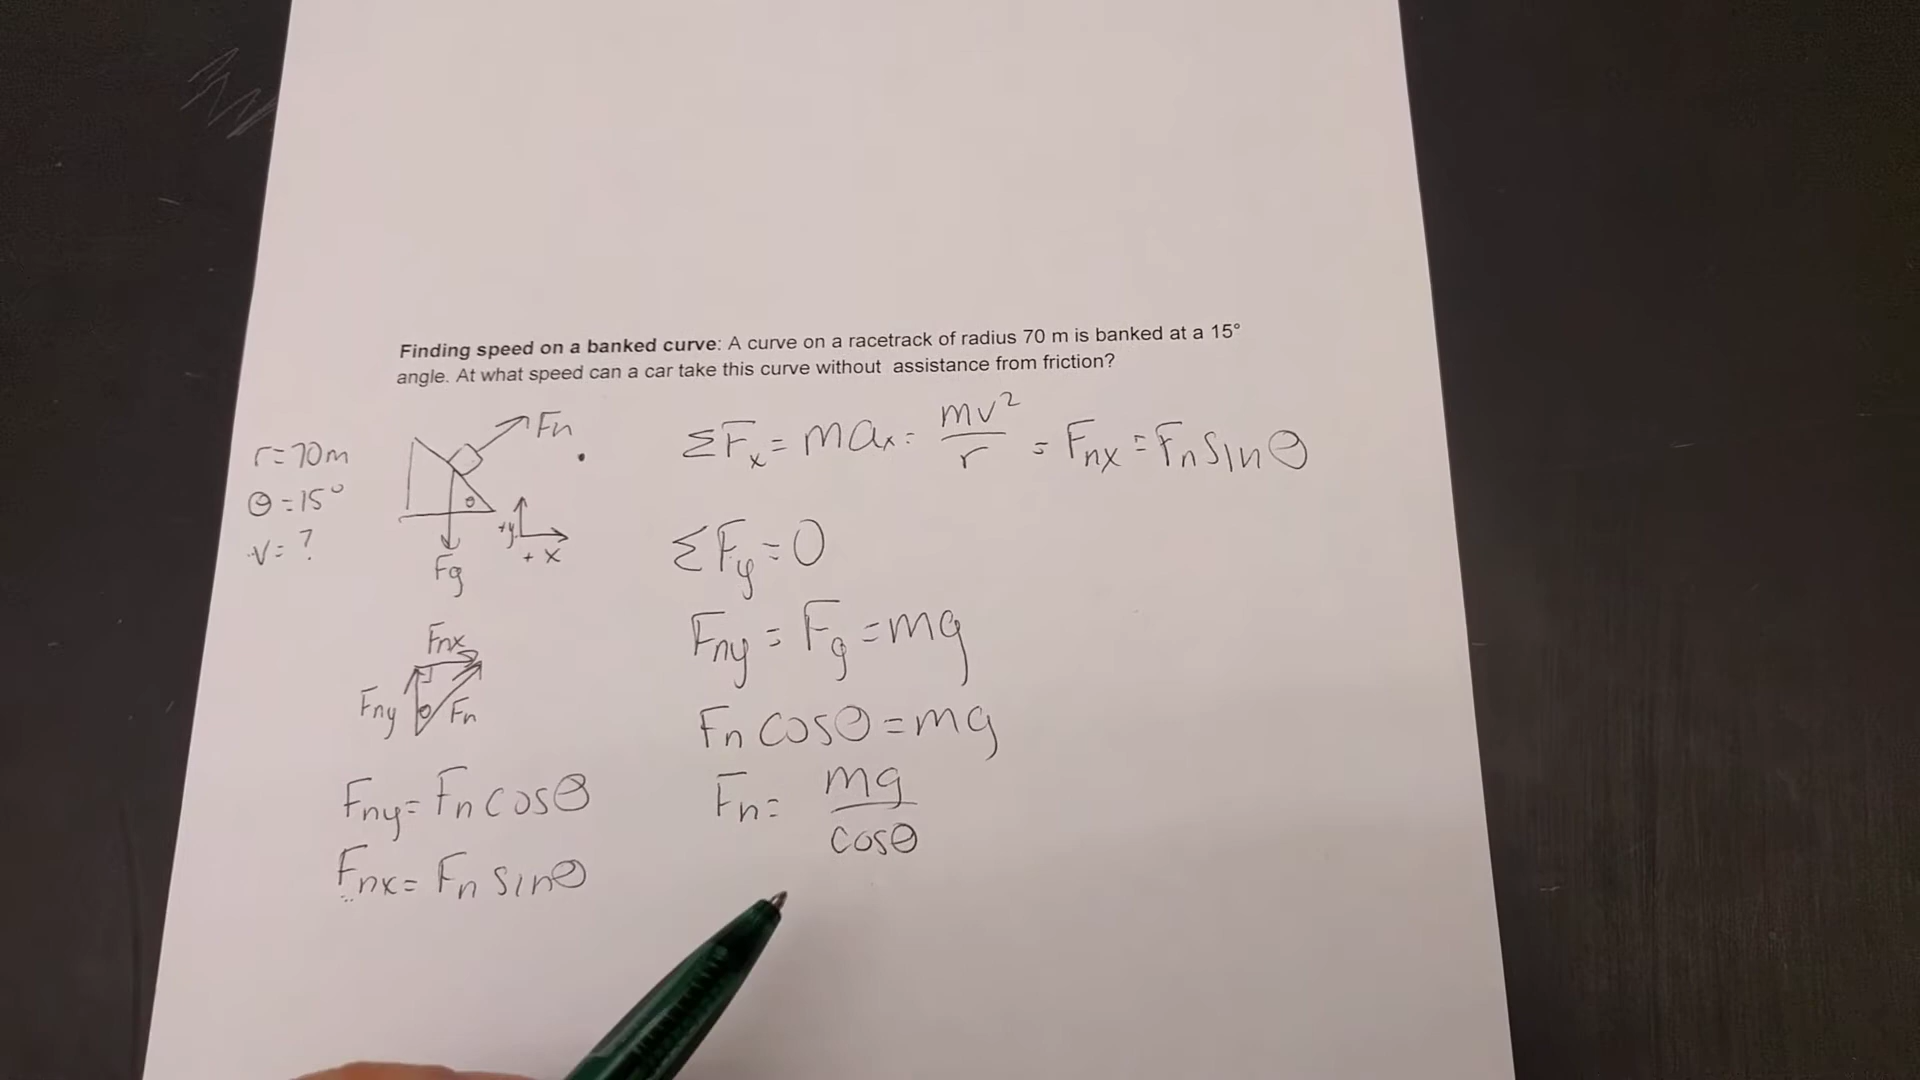 Finding speed on a banked curve: A curve on a racetrack of radius 70 m is banked at a 15°
angle. At what speed can a car take this curve without assistance from friction?
r=70m
θ=15°
v=?
Fn
θ
Fg
+y
+x
Fnx
Fny
θ
Fn
Fny=Fn cosθ
Fnx=Fn sinθ
ΣFx=max=mv²/r=Fnx=Fn sinθ
ΣFy=0
Fny=Fg=mg
Fn cosθ=mg
Fn=mg/cosθ